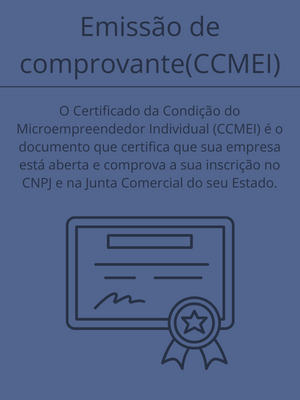 Emissão de
comprovante(CCMEI)
O Certificado da Condição do
Microempreendedor Individual (CCMEI) é o
documento que certifica que sua empresa
está aberta e comprova a sua inscrição no
CNPJ e na Junta Comercial do seu Estado.